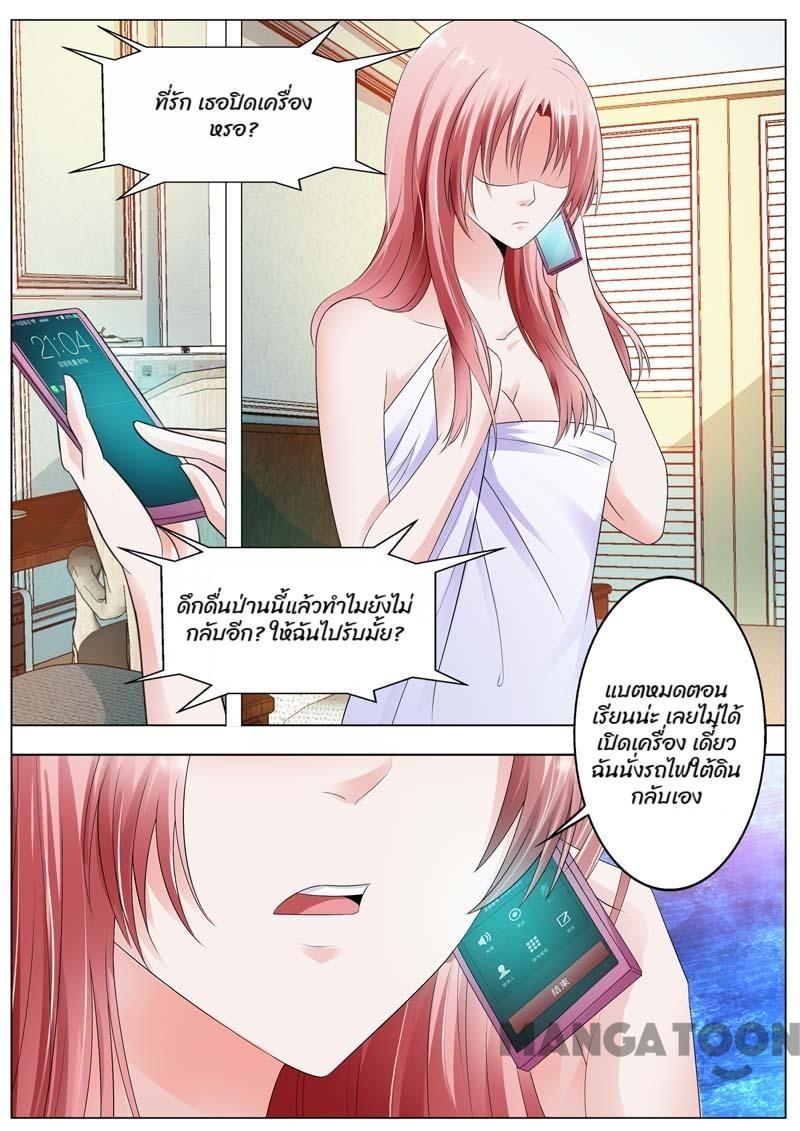 ที่รัก เธอปิดเครื่อง
หรอ?
21:04
ดึกดื่นป่านนี้แล้วทำไมยังไม่
กลับอีก? ให้ฉันไปรับมั้ย?
แบตหมดตอน
เรียนน่ะ เลยไม่ได้
เปิดเครื่อง เดี๋ยว
ฉันนั่งรถไฟใต้ดิน
กลับเอง
结束
MANGATOON